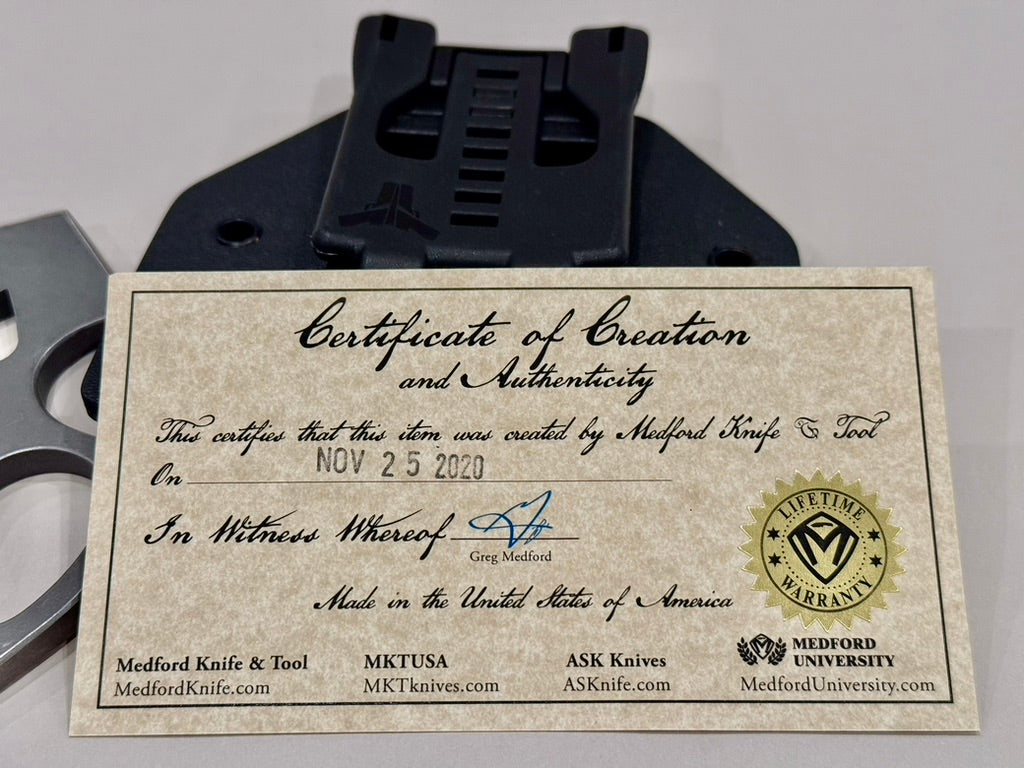 Certificate of Creation
and Authenticity
This certifies that this item was created by Medford Knife & Tool
On NOV 25 2020
In Witness Whereof
Greg Medford
LIFETIME
M
WARRANTY
Made in the United States of America
MEDFORD
UNIVERSITY
Medford Knife & Tool MKTUSA ASK Knives
MedfordKnife.com MKTknives.com ASKnife.com MedfordUniversity.com